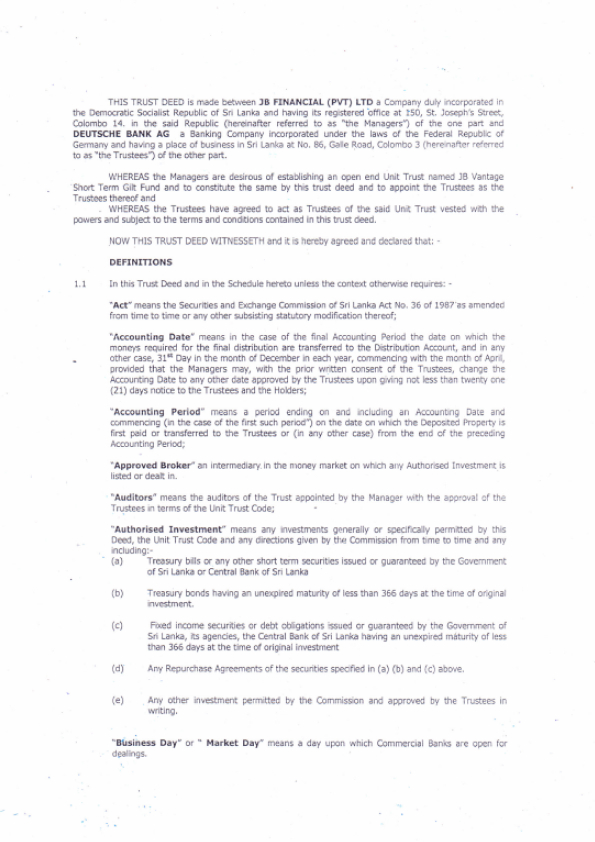 THIS TRUST DEED is made between JB FINANCIAL (PVT) LTD a Company duly incorporated in
the Democratic Socialist Republic of Sri Lanka and having its registered office at 150, St. Joseph's Street,
Colombo 14. in the said Republic (hereinafter referred to as "the Managers") of the one part and
DEUTSCHE BANK AG a Banking Company incorporated under the laws of the Federal Republic of
Germany and having a place of business in Sri Lanka at No. 86, Galle Road, Colombo 3 (hereinafter referred
to as "the Trustees") of the other part.
WHEREAS the Managers are desirous of establishing an open end Unit Trust named JB Vantage
Short Term Gilt Fund and to constitute the same by this trust deed and to appoint the Trustees as the
Trustees thereof and
WHEREAS the Trustees have agreed to act as Trustees of the said Unit Trust vested with the
powers and subject to the terms and conditions contained in this trust deed.
NOW THIS TRUST DEED WITNESSETH and it is hereby agreed and declared that: -
DEFINITIONS
1.1 In this Trust Deed and in the Schedule hereto unless the context otherwise requires: -
"Act" means the Securities and Exchange Commission of Sri Lanka Act No. 36 of 1987 as amended
from time to time or any other subsisting statutory modification thereof;
"Accounting Date" means in the case of the final Accounting Period the date on which the
moneys required for the final distribution are transferred to the Distribution Account, and in any
other case, 31st Day in the month of December in each year, commencing with the month of April,
provided that the Managers may, with the prior written consent of the Trustees, change the
Accounting Date to any other date approved by the Trustees upon giving not less than twenty one
(21) days notice to the Trustees and the Holders;
"Accounting Period" means a period ending on and including an Accounting Date and
commencing (in the case of the first such period") on the date on which the Deposited Property is
first paid or transferred to the Trustees or (in any other case) from the end of the preceding
Accounting Period;
"Approved Broker" an intermediary in the money market on which any Authorised Investment is
listed or dealt in.
"Auditors" means the auditors of the Trust appointed by the Manager with the approval of the
Trustees in terms of the Unit Trust Code;
"Authorised Investment" means any investments generally or specifically permitted by this
Deed, the Unit Trust Code and any directions given by the Commission from time to time and any
including:-
(a) Treasury bills or any other short term securities issued or guaranteed by the Government
of Sri Lanka or Central Bank of Sri Lanka
(b) Treasury bonds having an unexpired maturity of less than 366 days at the time of original
investment.
(c) Fixed income securities or debt obligations issued or guaranteed by the Government of
Sri Lanka, its agencies, the Central Bank of Sri Lanka having an unexpired maturity of less
than 366 days at the time of original investment
(d) Any Repurchase Agreements of the securities specified in (a) (b) and (c) above.
(e) Any other investment permitted by the Commission and approved by the Trustees in
writing.
"Business Day" or " Market Day" means a day upon which Commercial Banks are open for
dealings.